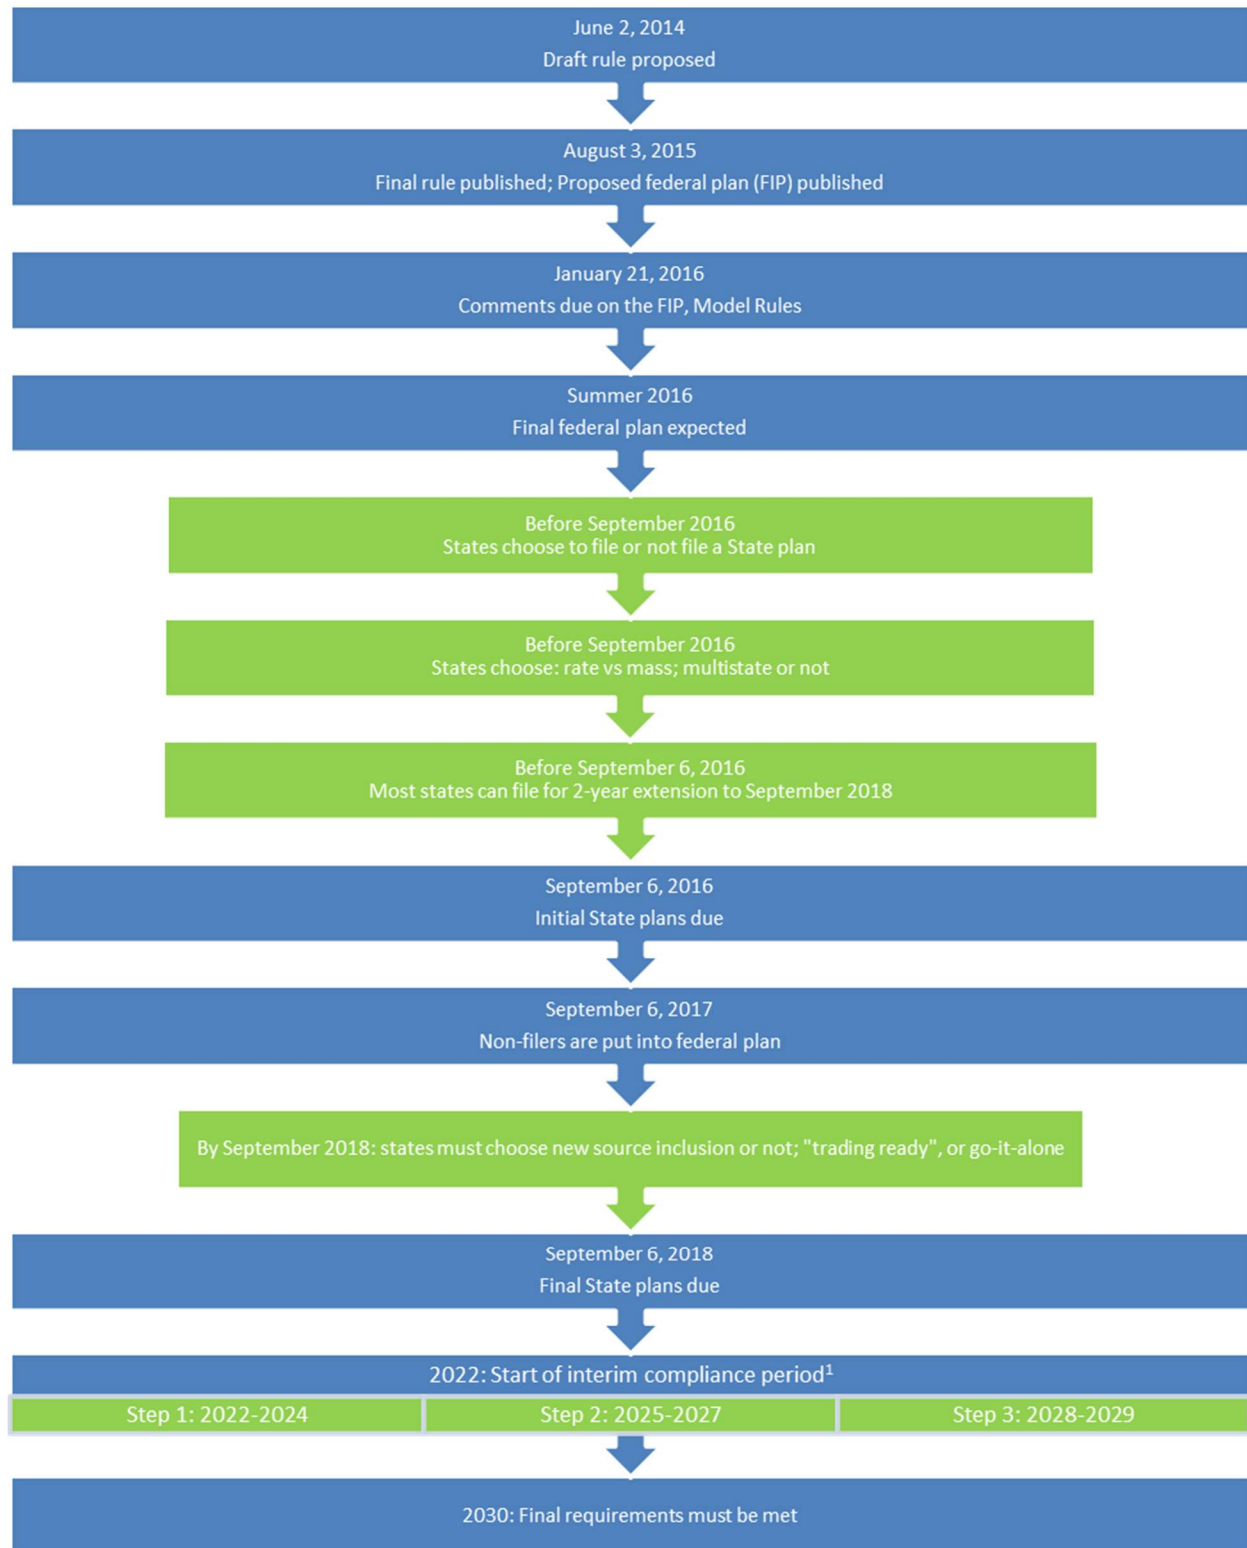 June 2, 2014
Draft rule proposed
August 3, 2015
Final rule published; Proposed federal plan (FIP) published
January 21, 2016
Comments due on the FIP, Model Rules
Summer 2016
Final federal plan expected
Before September 2016
States choose to file or not file a State plan
Before September 2016
States choose: rate vs mass; multistate or not
Before September 6, 2016
Most states can file for 2-year extension to September 2018
September 6, 2016
Initial State plans due
September 6, 2017
Non-filers are put into federal plan
By September 2018: states must choose new source inclusion or not; "trading ready", or go-it-alone
September 6, 2018
Final State plans due
2022: Start of interim compliance period¹
Step 1: 2022-2024
Step 2: 2025-2027
Step 3: 2028-2029
2030: Final requirements must be met